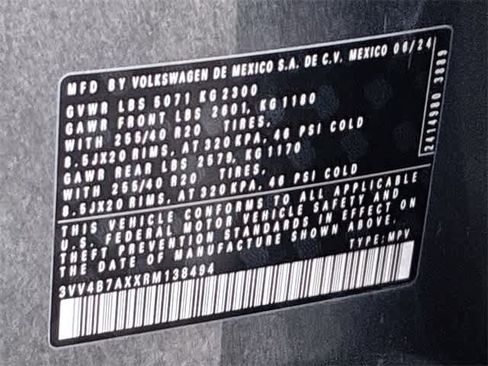 MFD BY VOLKSWAGEN DE MEXICO S.A. DE C.V. MEXICO 06/24
GVWR LBS 5071 KG 2300
GAWR FRONT LBS 2601, KG 1180
WITH 255/40 R20 TIRES,
8.5JX20 RIMS, AT 320 KPA, 46 PSI COLD
GAWR REAR LBS 2579, KG 1170
WITH 255/40 R20 TIRES,
8.5JX20 RIMS, AT 320 KPA, 46 PSI COLD
THIS VEHICLE CONFORMS TO ALL APPLICABLE
U.S. FEDERAL MOTOR VEHICLE SAFETY AND
THEFT PREVENTION STANDARDS IN EFFECT ON
THE DATE OF MANUFACTURE SHOWN ABOVE.
3VV4B7AXXRM138494 TYPE: MPV
2414980 3889